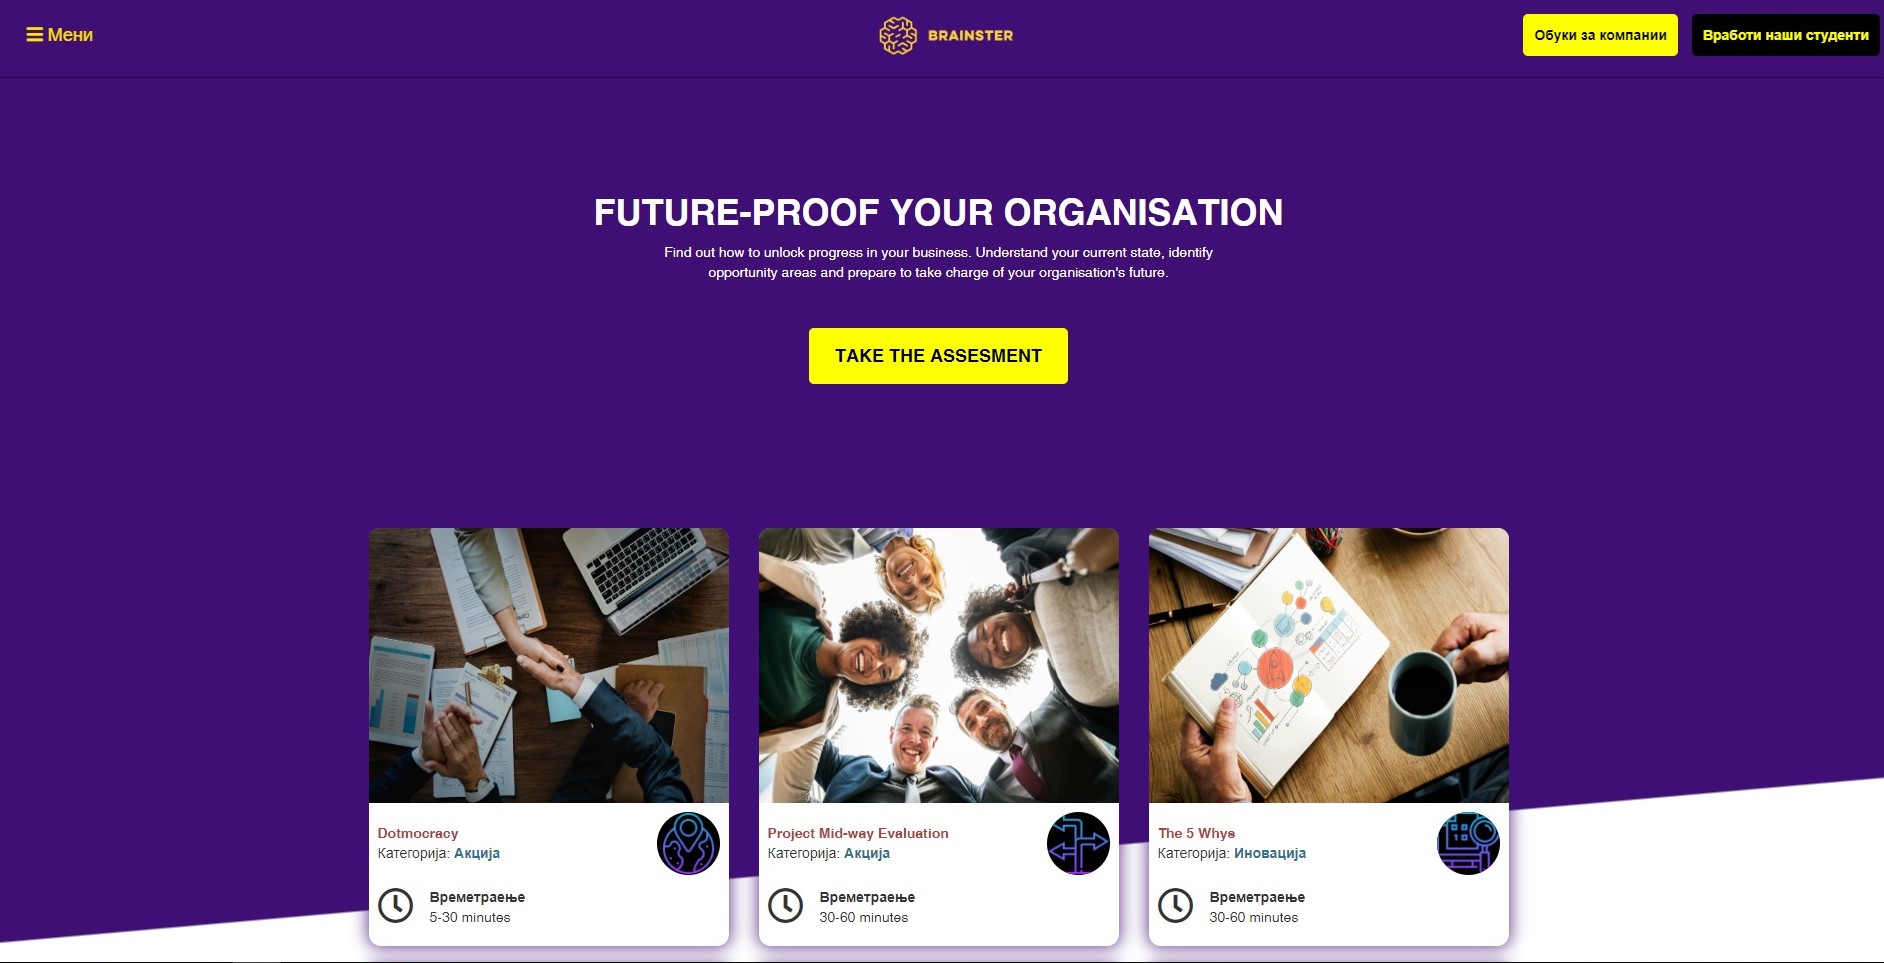 Мени
BRAINSTER
Обуки за компании
Вработи наши студенти
FUTURE-PROOF YOUR ORGANISATION
Find out how to unlock progress in your business. Understand your current state, identify
opportunity areas and prepare to take charge of your organisation's future.
TAKE THE ASSESMENT
Dotmocracy
Категорија: Акција
Времетраење
5-30 minutes
Project Mid-way Evaluation
Категорија: Акција
Времетраење
30-60 minutes
The 5 Whys
Категорија: Иновација
Времетраење
30-60 minutes